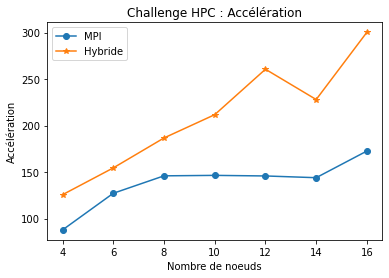 Challenge HPC : Accélération
MPI
Hybride
Accélération
300
250
200
150
100
4 6 8 10 12 14 16
Nombre de noeuds